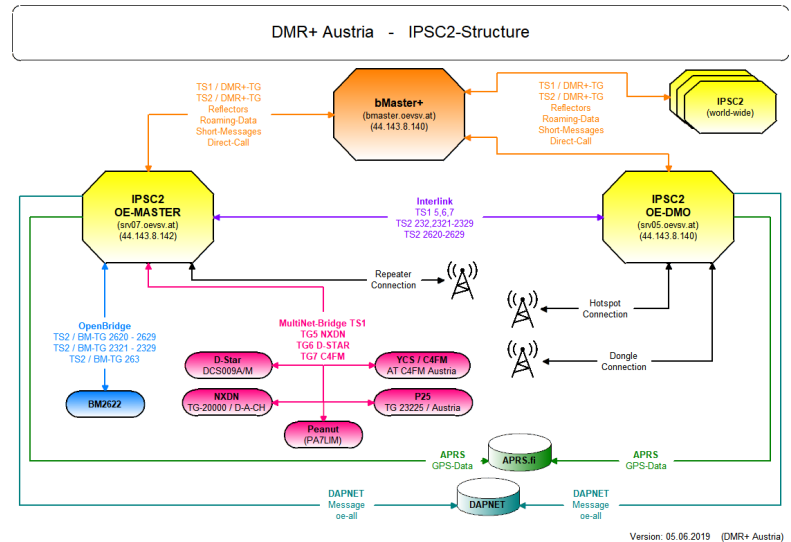 DMR+ Austria - IPSC2-Structure
TS1 / DMR+-TG
TS2 / DMR+-TG
Reflectors
Roaming-Data
Short-Messages
Direct-Call
bMaster+
(bmaster.oevsv.at)
(44.143.8.140)
TS1 / DMR+-TG
TS2 / DMR+-TG
Reflectors
Roaming-Data
Short-Messages
Direct-Call
IPSC2
(world-wide)
IPSC2
OE-MASTER
(srv07.oevsv.at)
(44.143.8.142)
Interlink
TS1 5,6,7
TS2 232,2321-2329
TS2 2620-2629
IPSC2
OE-DMO
(srv05.oevsv.at)
(44.143.8.140)
Repeater
Connection
Hotspot
Connection
Dongle
Connection
OpenBridge
TS2 / BM-TG 2620 - 2629
TS2 / BM-TG 2321 - 2329
TS2 / BM-TG 263
BM2622
MultiNet-Bridge TS1
TG5 NXDN
TG6 D-STAR
TG7 C4FM
D-Star
DCS009A/M
YCS / C4FM
AT C4FM Austria
NXDN
TG-20000 / D-A-CH
P25
TG 23225 / Austria
Peanut
(PA7LIM)
APRS
GPS-Data
APRS.fi
APRS
GPS-Data
DAPNET
Message
oe-all
DAPNET
DAPNET
Message
oe-all
Version: 05.06.2019 (DMR+ Austria)